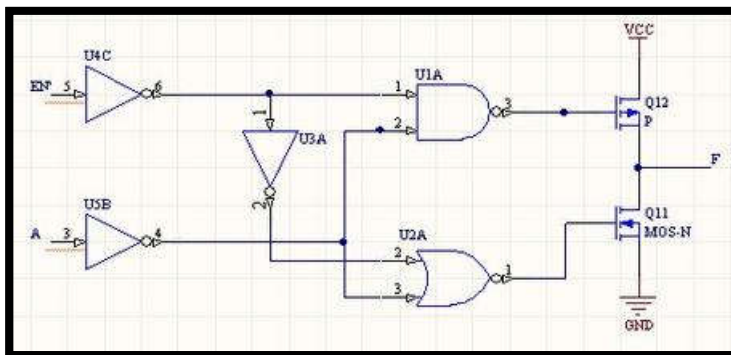 VCC
U4C
U1A
EN' 5 6 1
3
Q12
P
1
2
U3A
F
U5B
2
U2A
Q11
A 3 4
2
MOS-N
1
3
GND